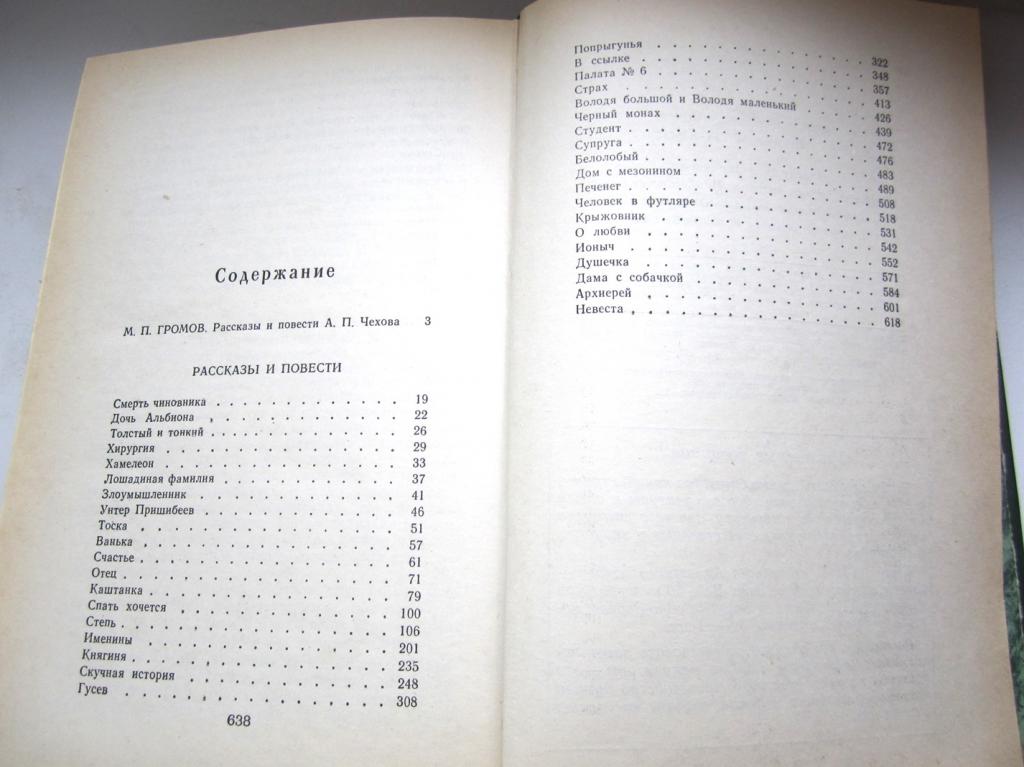 Содержание
М. П. ГРОМОВ. Рассказы и повести А. П. Чехова 3
РАССКАЗЫ И ПОВЕСТИ
Смерть чиновника . . . . . . . . . . . . 19
Дочь Альбиона . . . . . . . . . . . . 22
Толстый и тонкий . . . . . . . . . . . . 26
Хирургия . . . . . . . . . . . . 29
Хамелеон . . . . . . . . . . . . 33
Лошадиная фамилия . . . . . . . . . . . . 37
Злоумышленник . . . . . . . . . . . . 41
Унтер Пришибеев . . . . . . . . . . . . 46
Тоска . . . . . . . . . . . . 51
Ванька . . . . . . . . . . . . 57
Счастье . . . . . . . . . . . . 61
Отец . . . . . . . . . . . . 71
Каштанка . . . . . . . . . . . . 79
Спать хочется . . . . . . . . . . . . 100
Степь . . . . . . . . . . . . 106
Именины . . . . . . . . . . . . 201
Княгиня . . . . . . . . . . . . 235
Скучная история . . . . . . . . . . . . 248
Гусев . . . . . . . . . . . . 308
638
Попрыгунья . . . . . . . . . . . . 322
В ссылке . . . . . . . . . . . . 348
Палата № 6 . . . . . . . . . . . . 357
Страх . . . . . . . . . . . . 413
Володя большой и Володя маленький . . . . . 426
Черный монах . . . . . . . . . . . . 439
Студент . . . . . . . . . . . . 472
Супруга . . . . . . . . . . . . 476
Белолобый . . . . . . . . . . . . 483
Дом с мезонином . . . . . . . . . . . . 489
Печенег . . . . . . . . . . . . 508
Человек в футляре . . . . . . . . . . . . 518
Крыжовник . . . . . . . . . . . . 531
О любви . . . . . . . . . . . . 542
Ионыч . . . . . . . . . . . . 552
Душечка . . . . . . . . . . . . 571
Дама с собачкой . . . . . . . . . . . . 584
Архиерей . . . . . . . . . . . . 601
Невеста . . . . . . . . . . . . 618